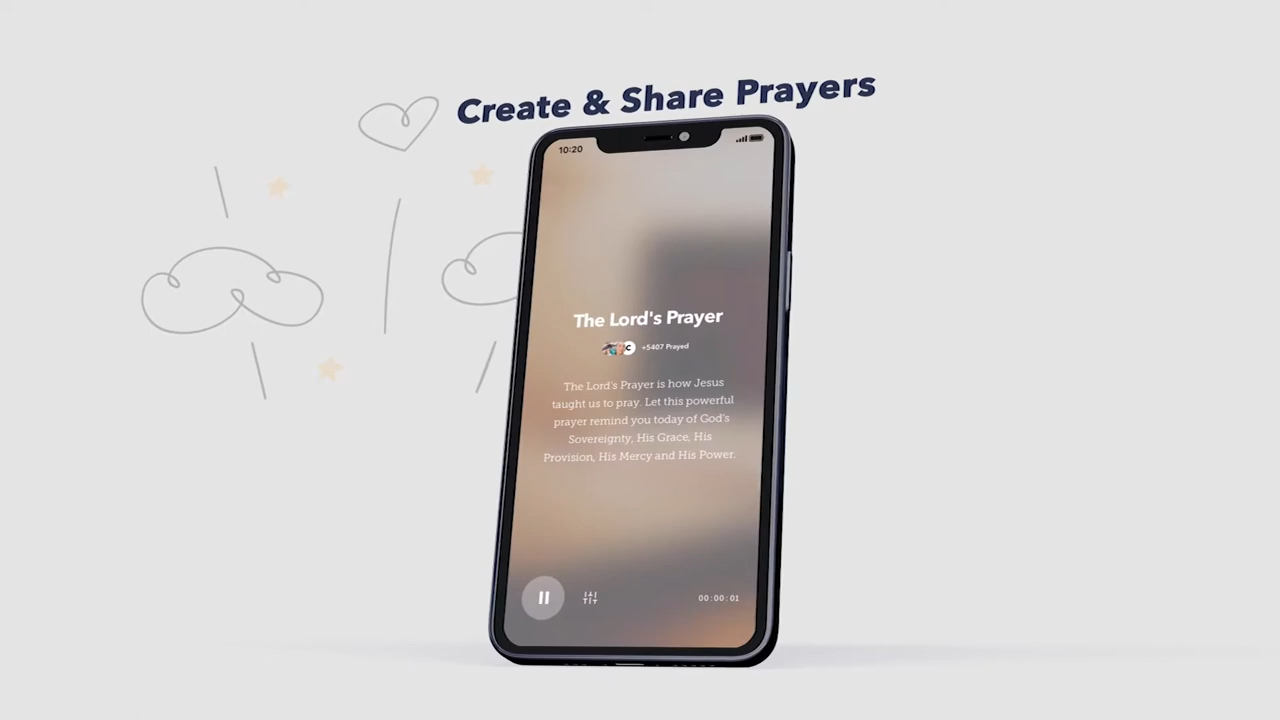 Create & Share Prayers
10:20
The Lord's Prayer
+5407 Prayed
The Lord's Prayer is how Jesus
taught us to pray. Let this powerful
prayer remind you today of God's
Sovereignty, His Grace, His
Provision, His Mercy and His Power.
00:00:01